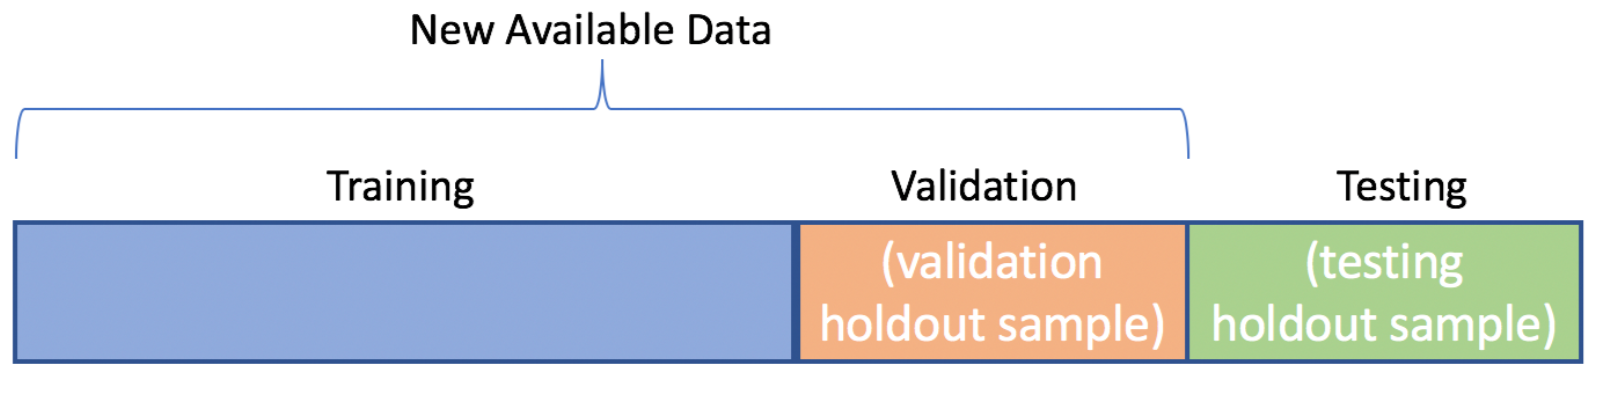 New Available Data
Training
Validation
Testing
(validation
holdout sample)
(testing
holdout sample)